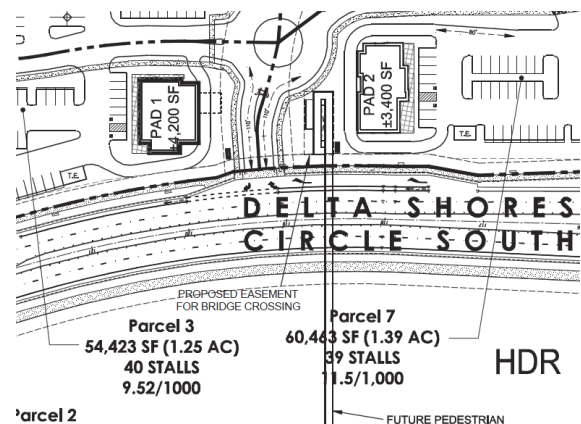 80'
PAD 1
4,200 SF
PAD 2
±3,400 SF
T.E.
T.E.
DELTA SHORES
CIRCLE SOUTH
PROPOSED EASEMENT
FOR BRIDGE CROSSING
Parcel 3
54,423 SF (1.25 AC)
40 STALLS
9.52/1000
Parcel 7
60,463 SF (1.39 AC)
39 STALLS
11.5/1,000
HDR
Parcel 2
FUTURE PEDESTRIAN